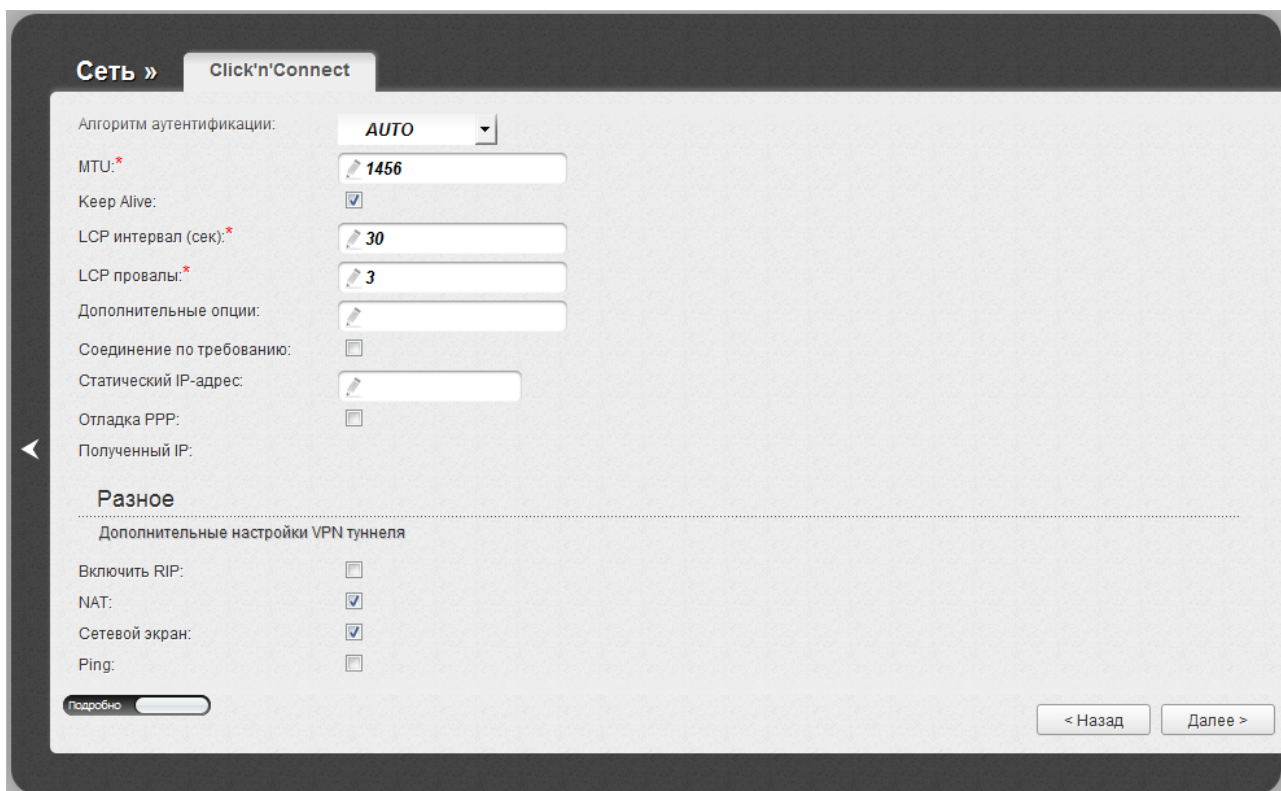 Сеть »
Click'n'Connect
Алгоритм аутентификации: AUTO
MTU:* 1456
Keep Alive:
LCP интервал (сек):* 30
LCP провалы:* 3
Дополнительные опции:
Соединение по требованию:
Статический IP-адрес:
Отладка PPP:
Полученный IP:
Разное
Дополнительные настройки VPN туннеля
Включить RIP:
NAT:
Сетевой экран:
Ping:
Подробно
< Назад
Далее >